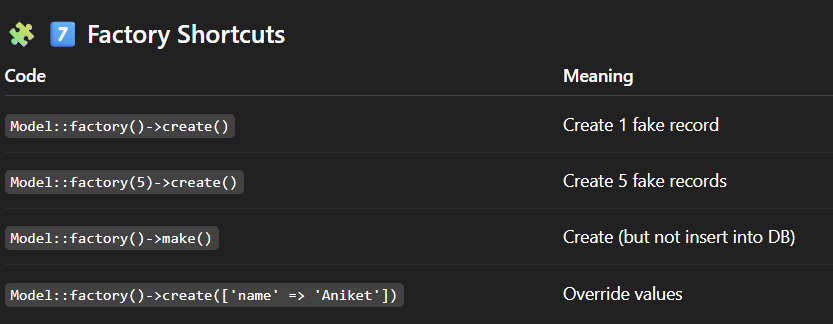 🧩 7️⃣ Factory Shortcuts
Code Meaning
Model::factory()->create() Create 1 fake record
Model::factory(5)->create() Create 5 fake records
Model::factory()->make() Create (but not insert into DB)
Model::factory()->create(['name' => 'Aniket']) Override values